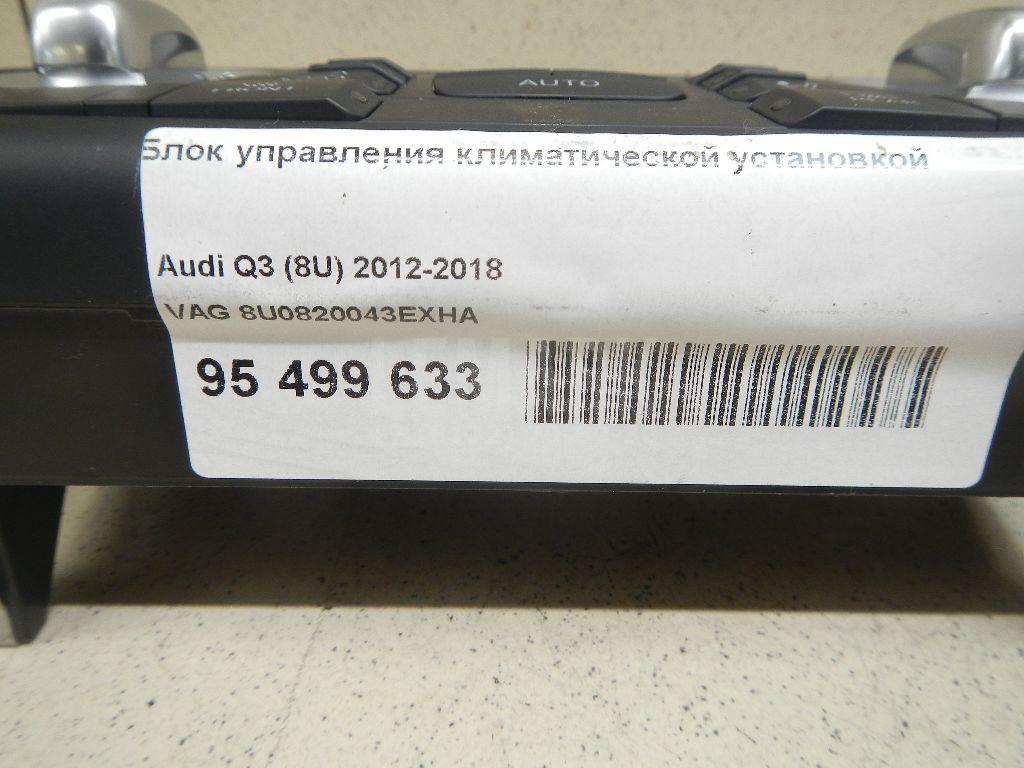 AUTO
Блок управления климатической установкой
Audi Q3 (8U) 2012-2018
VAG 8U0820043EXHA
95 499 633